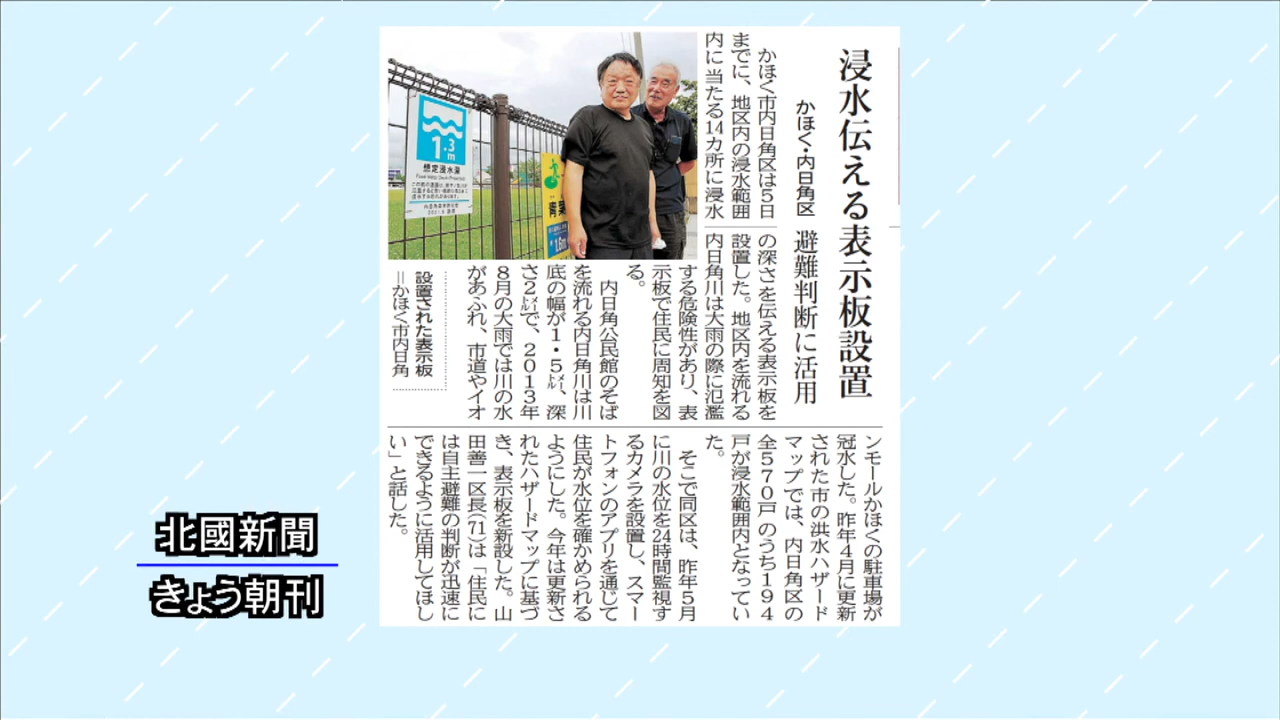 浸水伝える表示板設置
かほく・内日角区 避難判断に活用
かほく市内日角区は5日
までに、地区内の浸水範囲
内に当たる14カ所に浸水
の深さを伝える表示板を
設置した。地区内を流れる
内日角川は大雨の際に氾濫
する危険性があり、表
示板で住民に周知を図
る。
内日角公民館のそば
を流れる内日角川は川
底の幅が1・5㍍、深
さ2㍍で、2013年
8月の大雨では川の水
があふれ、市道やイオ
ンモールかほくの駐車場が
冠水した。昨年4月に更新
された市の洪水ハザード
マップでは、内日角区の
全570戸のうち194
戸が浸水範囲内となってい
た。
そこで同区は、昨年5月
に川の水位を24時間監視す
るカメラを設置し、スマー
トフォンのアプリを通じて
住民が水位を確かめられる
ようにした。今年は更新さ
れたハザードマップに基づ
き、表示板を新設した。山
田善一区長(71)は「住民に
は自主避難の判断が迅速に
できるように活用してほし
い」と話した。
設置された表示板
=かほく市内日角
1.3
m
想定浸水深
1.6m
北國新聞
きょう朝刊